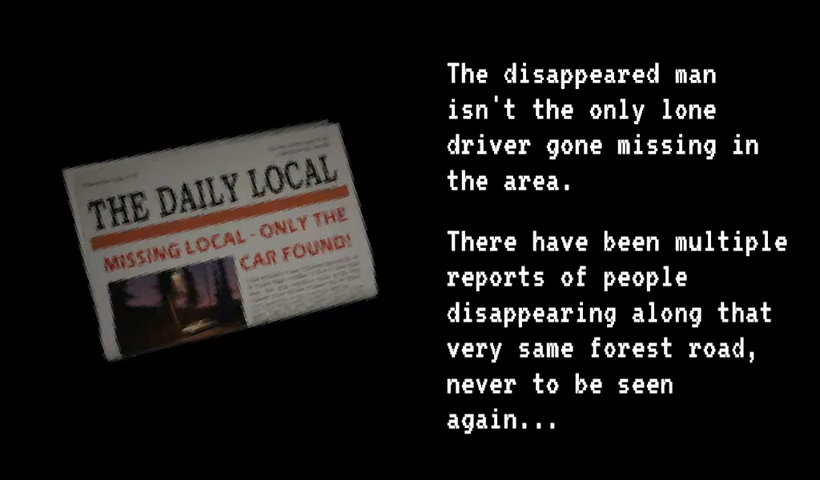 THE DAILY LOCAL
MISSING LOCAL - ONLY THE
CAR FOUND!
The disappeared man
isn't the only lone
driver gone missing in
the area.
There have been multiple
reports of people
disappearing along that
very same forest road,
never to be seen
again...